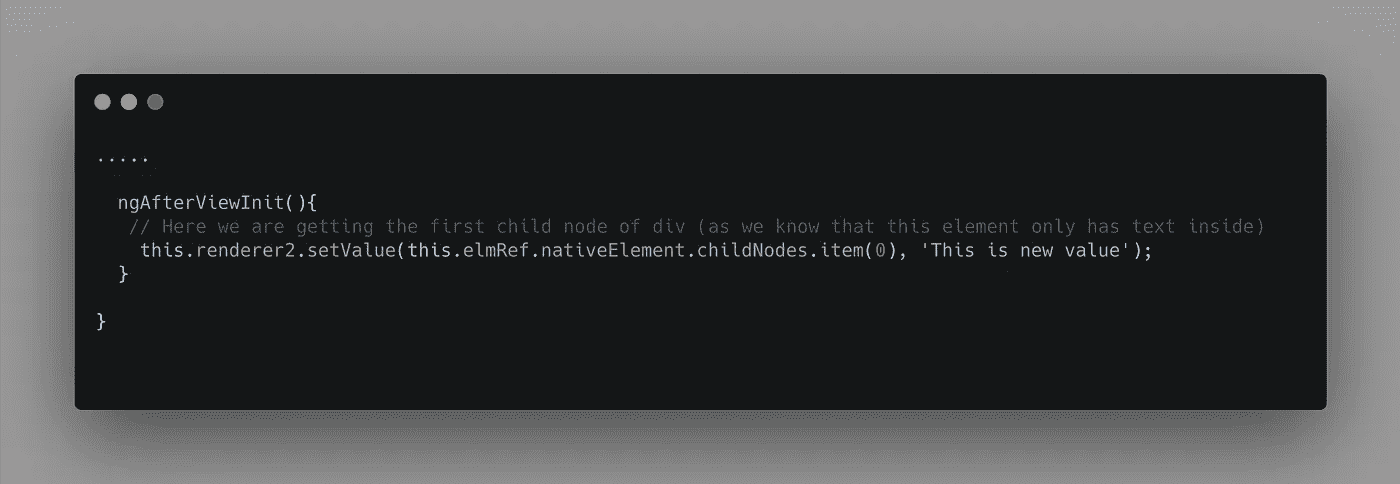 .....
ngAfterViewInit(){
// Here we are getting the first child node of div (as we know that this element only has text inside)
this.renderer2.setValue(this.elmRef.nativeElement.childNodes.item(0), 'This is new value');
}
}